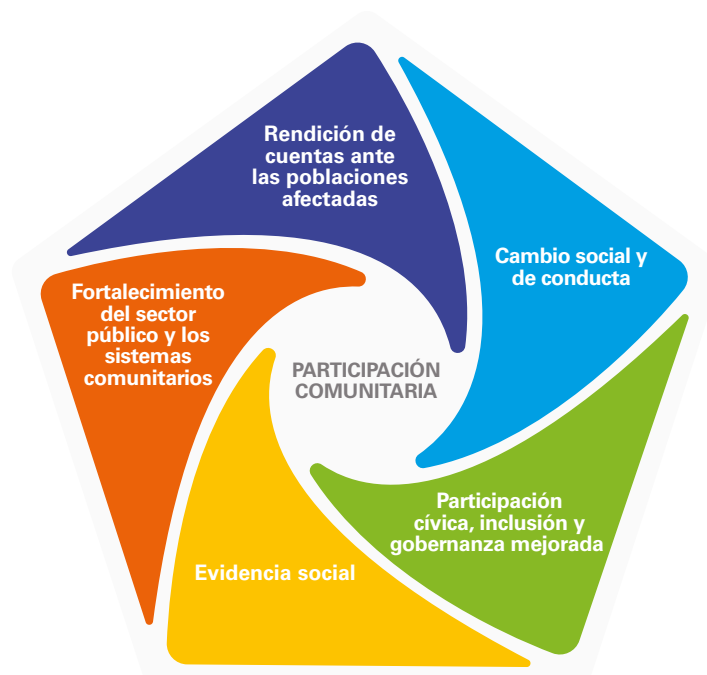 Rendición de
cuentas ante
las poblaciones
afectadas
Cambio social y
de conducta
Fortalecimiento
del sector
público y los
sistemas
comunitarios
PARTICIPACIÓN
COMUNITARIA
Participación
cívica, inclusión y
gobernanza mejorada
Evidencia social